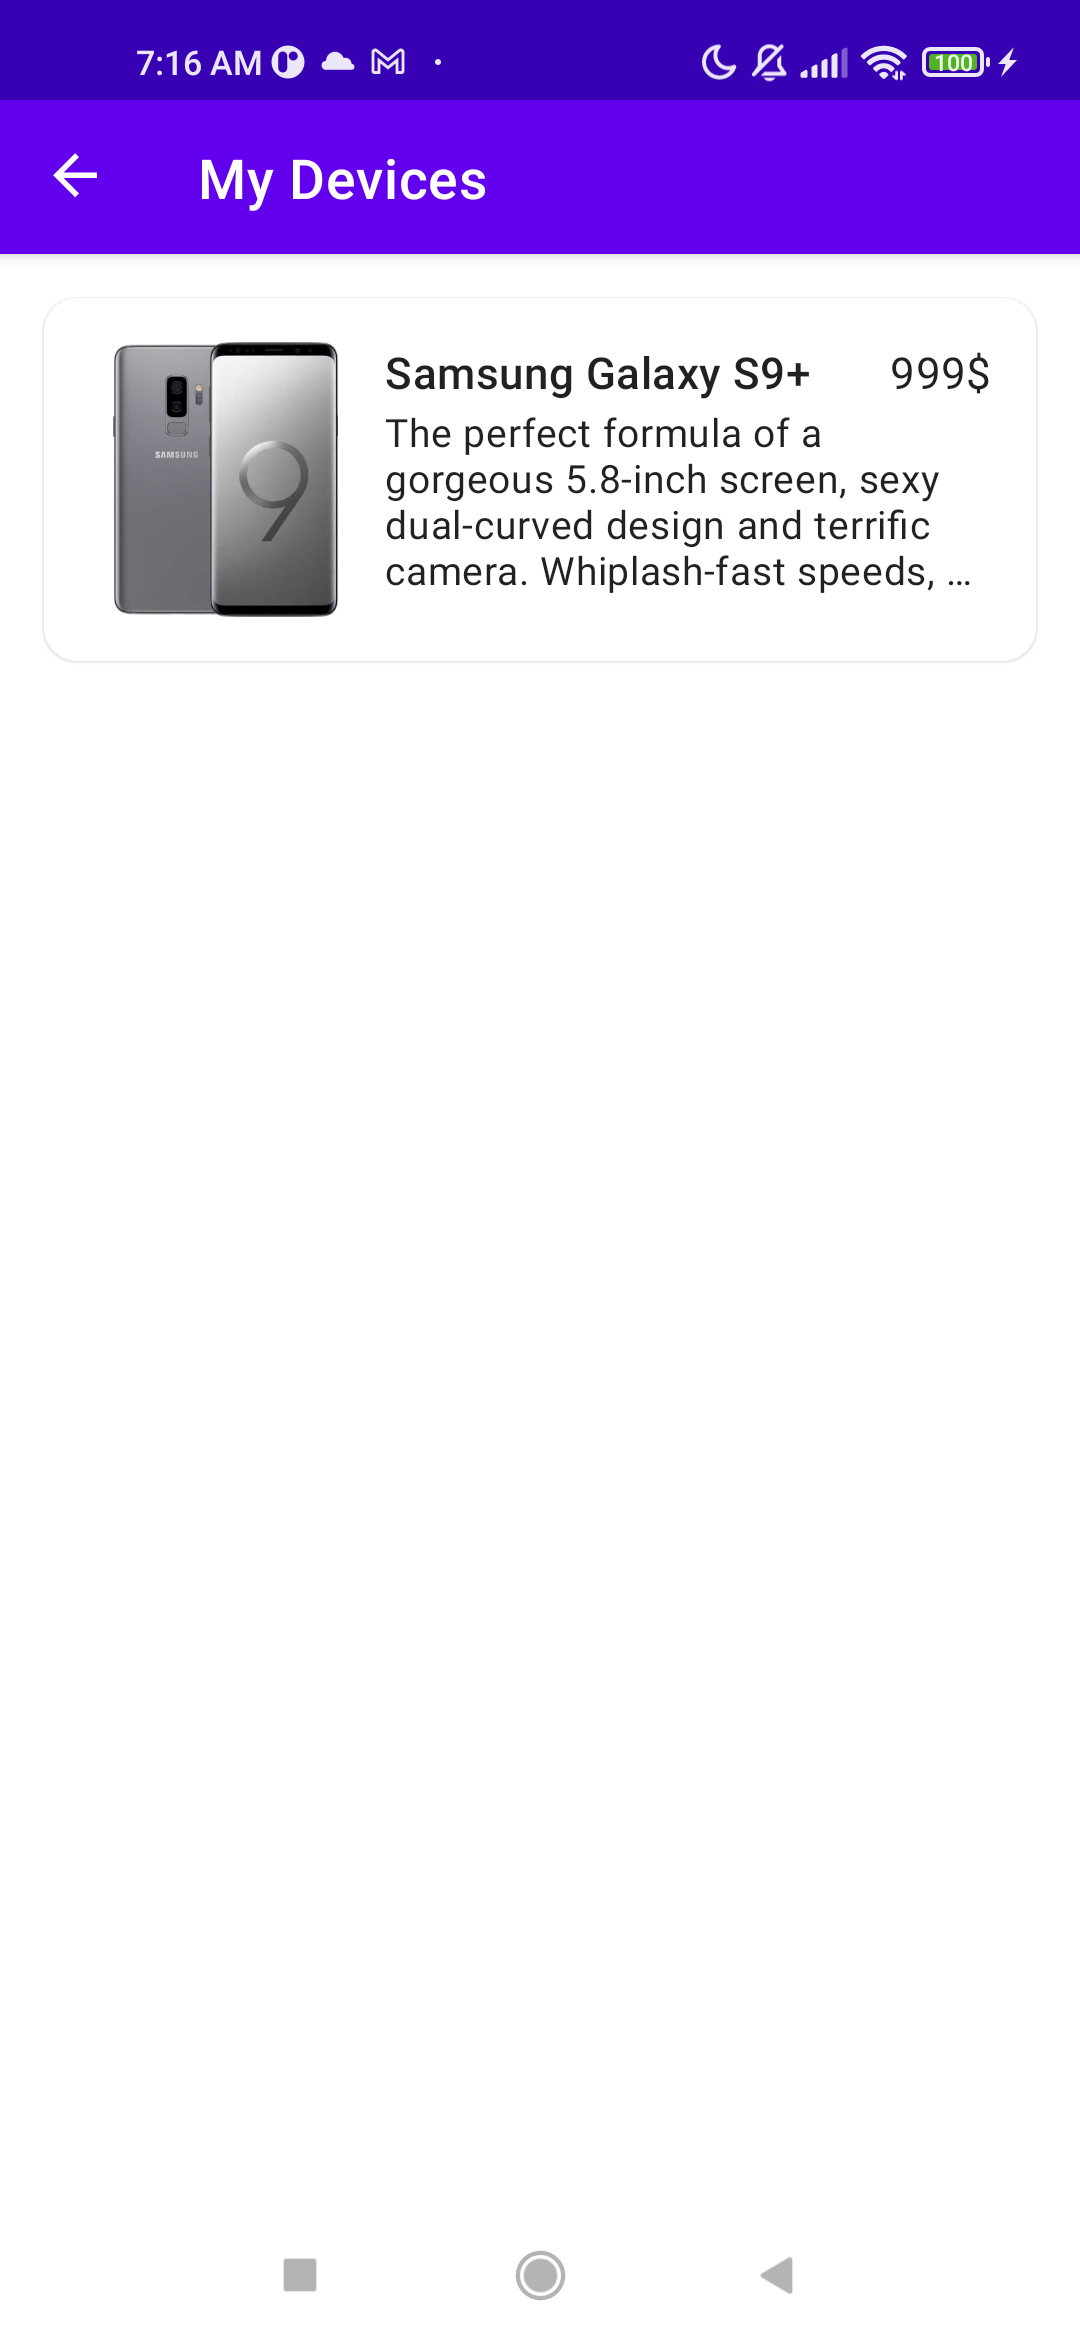 7:16 AM
100
My Devices
SAMSUNG
9
Samsung Galaxy S9+ 999$
The perfect formula of a
gorgeous 5.8-inch screen, sexy
dual-curved design and terrific
camera. Whiplash-fast speeds, ...